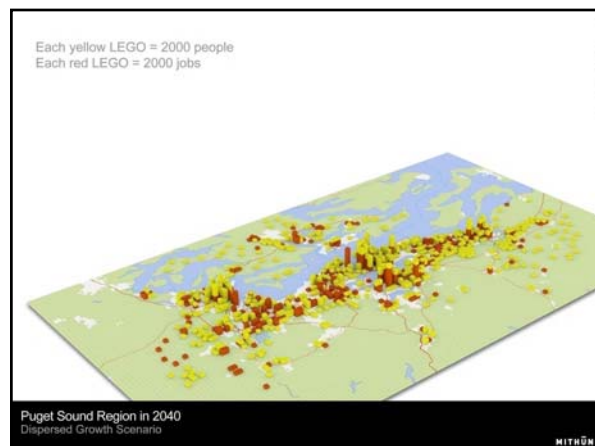 Each yellow LEGO = 2000 people
Each red LEGO = 2000 jobs
Puget Sound Region in 2040
Dispersed Growth Scenario
MITHŪN